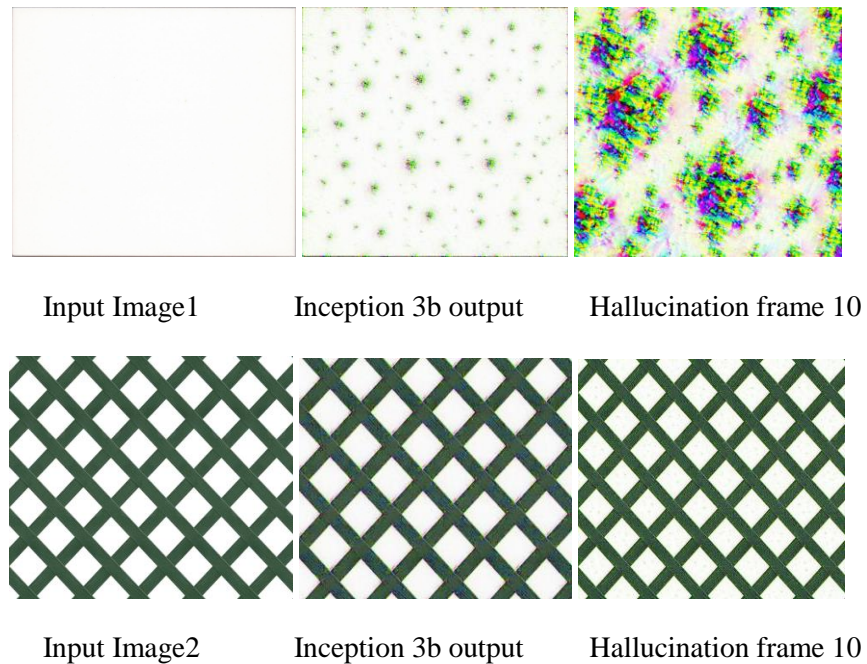 Input Image1 Inception 3b output Hallucination frame 10
Input Image2 Inception 3b output Hallucination frame 10